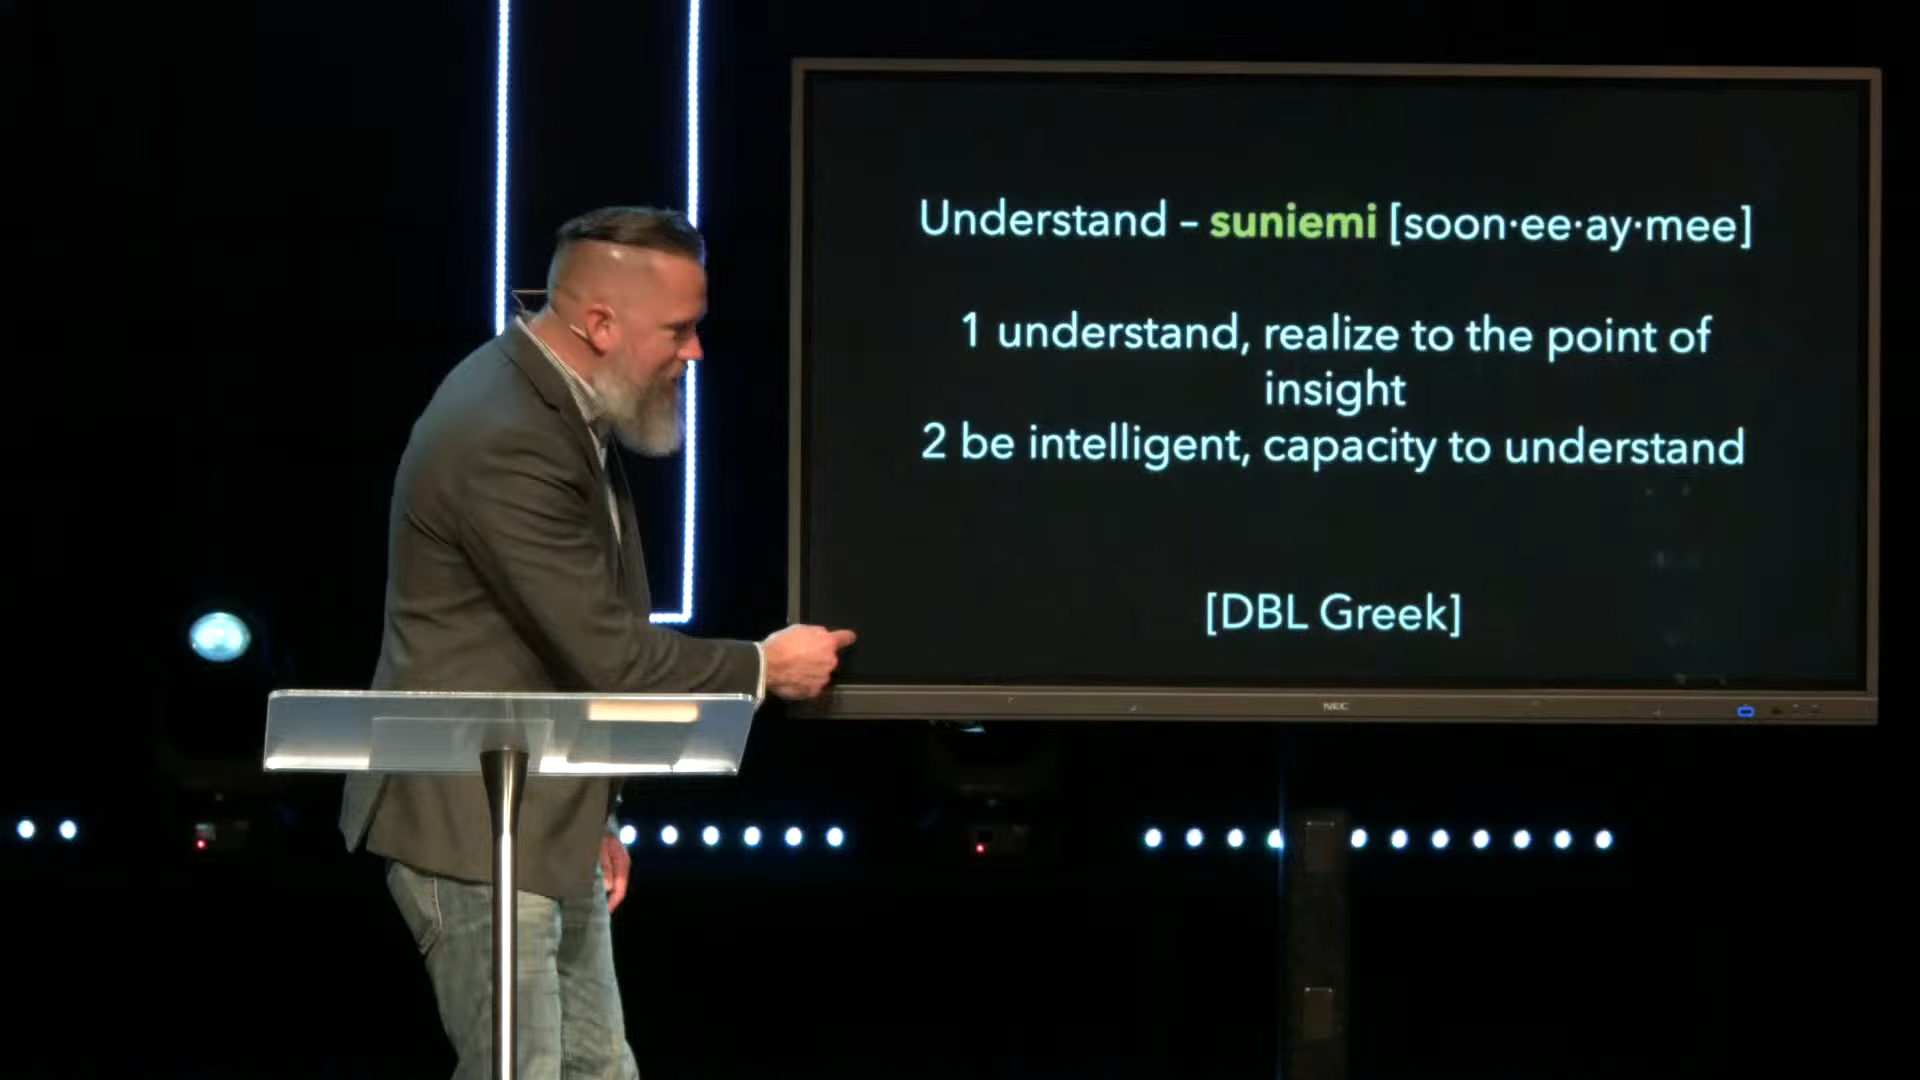 Understand – suniemi [soon·ee·ay·mee]
1 understand, realize to the point of
insight
2 be intelligent, capacity to understand
[DBL Greek]
NEC